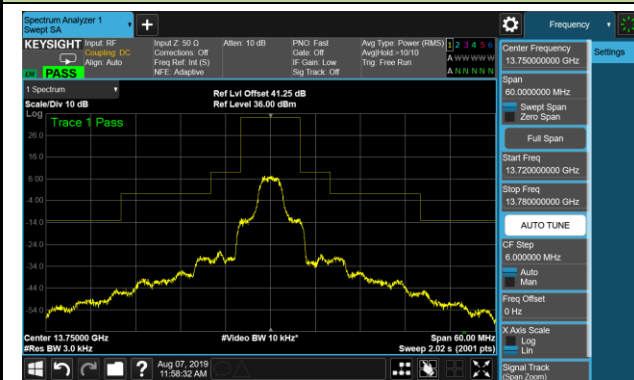 Spectrum Analyzer 1
Swept SA
+
Frequency
KEYSIGHT
Input: RF
Coupling: DC
Align: Auto
Input Z: 50 Ω
Corrections: Off
Freq Ref: Int (S)
NFE: Adaptive
Atten: 10 dB
PNO: Fast
Gate: Off
IF Gain: Low
Sig Track: Off
Avg Type: Power (RMS)
Avg|Hold:>10/10
Trig: Free Run
1 2 3 4 5 6
A W W W W W
A N N N N N
PASS
1 Spectrum
Scale/Div 10 dB
Ref Lvl Offset 41.25 dB
Ref Level 36.00 dBm
Log
Trace 1 Pass
26.0
16.0
6.00
-4.00
-14.0
-24.0
-34.0
-44.0
-54.0
Center 13.75000 GHz
#Res BW 3.0 kHz
#Video BW 10 kHz*
Span 60.00 MHz
Sweep 2.02 s (2001 pts)
Aug 07, 2019
11:58:32 AM
Center Frequency
13.750000000 GHz
Settings
Span
60.0000000 MHz
Swept Span
Zero Span
Full Span
Start Freq
13.720000000 GHz
Stop Freq
13.780000000 GHz
AUTO TUNE
CF Step
6.000000 MHz
Auto
Man
Freq Offset
0 Hz
X Axis Scale
Log
Lin
Signal Track
(Span Zoom)